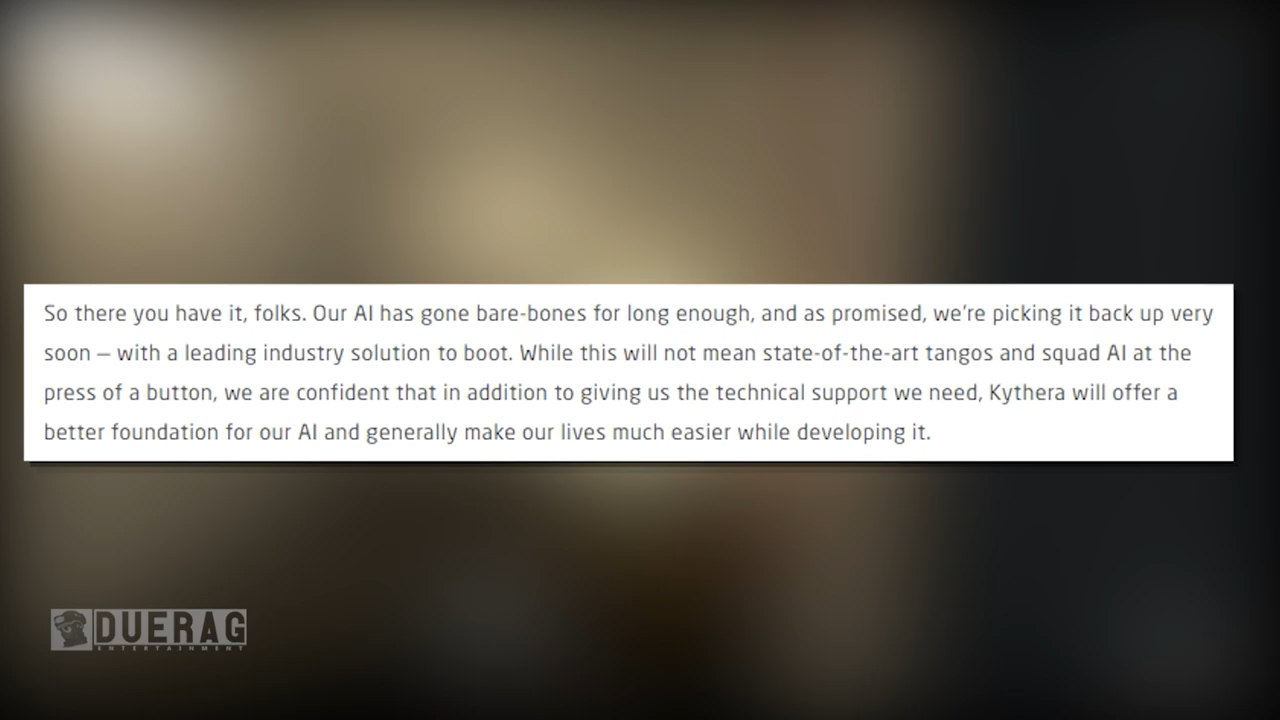 So there you have it, folks. Our AI has gone bare-bones for long enough, and as promised, we're picking it back up very
soon — with a leading industry solution to boot. While this will not mean state-of-the-art tangos and squad AI at the
press of a button, we are confident that in addition to giving us the technical support we need, Kythera will offer a
better foundation for our AI and generally make our lives much easier while developing it.
DUERAG
ENTERTAINMENT